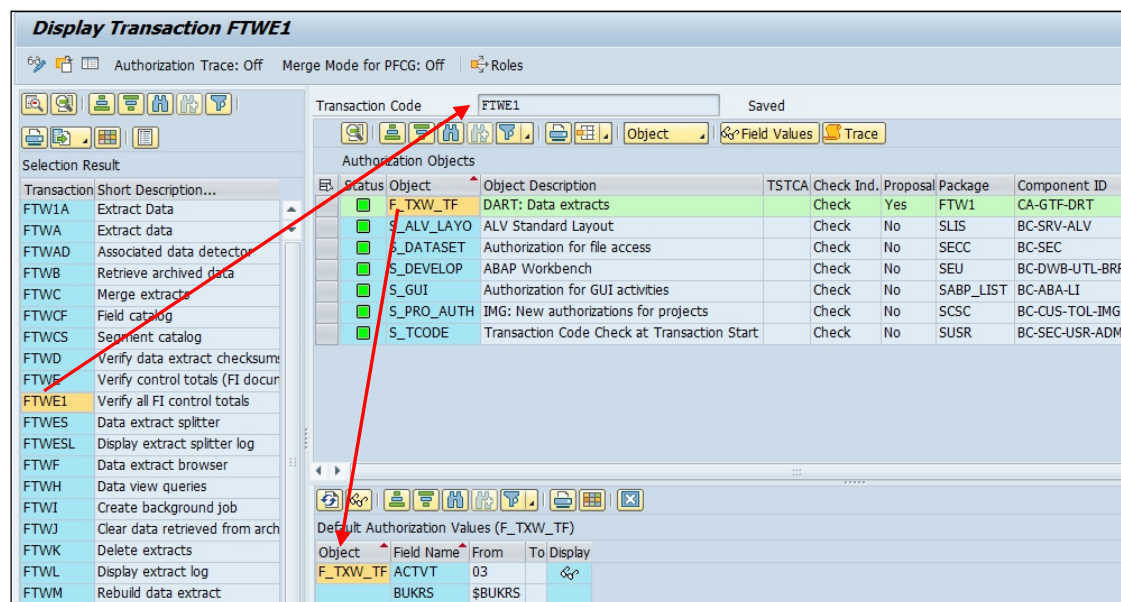 Display Transaction FTWE1
Authorization Trace: Off Merge Mode for PFCG: Off Roles
Transaction Code FTWE1 Saved
Object Field Values Trace
Selection Result
Authorization Objects
Transaction Short Description...
FTW1A Extract Data
FTWA Extract data
FTWAD Associated data detector
FTWB Retrieve archived data
FTWC Merge extracts
FTWCF Field catalog
FTWCS Segment catalog
FTWD Verify data extract checksums
FTWE Verify control totals (FI docum
FTWE1 Verify all FI control totals
FTWES Data extract splitter
FTWESL Display extract splitter log
FTWF Data extract browser
FTWH Data view queries
FTWI Create background job
FTWJ Clear data retrieved from arch
FTWK Delete extracts
FTWL Display extract log
FTWM Rebuild data extract
Status Object Object Description TSTCA Check Ind. Proposal Package Component ID
F_TXW_TF DART: Data extracts Check Yes FTW1 CA-GTF-DRT
S_ALV_LAYO ALV Standard Layout Check No SLIS BC-SRV-ALV
S_DATASET Authorization for file access Check No SECC BC-SEC
S_DEVELOP ABAP Workbench Check No SEU BC-DWB-UTL-BRR
S_GUI Authorization for GUI activities Check No SABP_LIST BC-ABA-LI
S_PRO_AUTH IMG: New authorizations for projects Check No SCSC BC-CUS-TOL-IMG
S_TCODE Transaction Code Check at Transaction Start Check No SUSR BC-SEC-USR-ADM
Default Authorization Values (F_TXW_TF)
Object Field Name From To Display
F_TXW_TF ACTVT 03
BUKRS $BUKRS